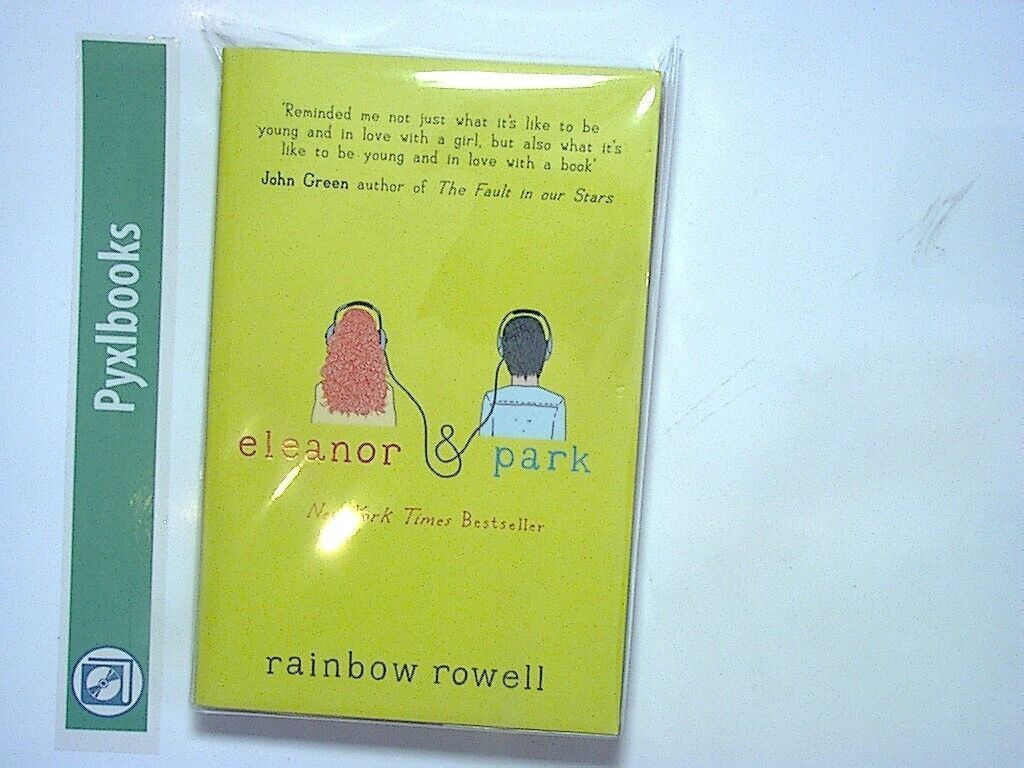 Pyxlbooks
'Reminded me not just what it's like to be
young and in love with a girl, but also what it's
like to be young and in love with a book'
John Green author of The Fault in our Stars
eleanor & park
New York Times Bestseller
rainbow rowell